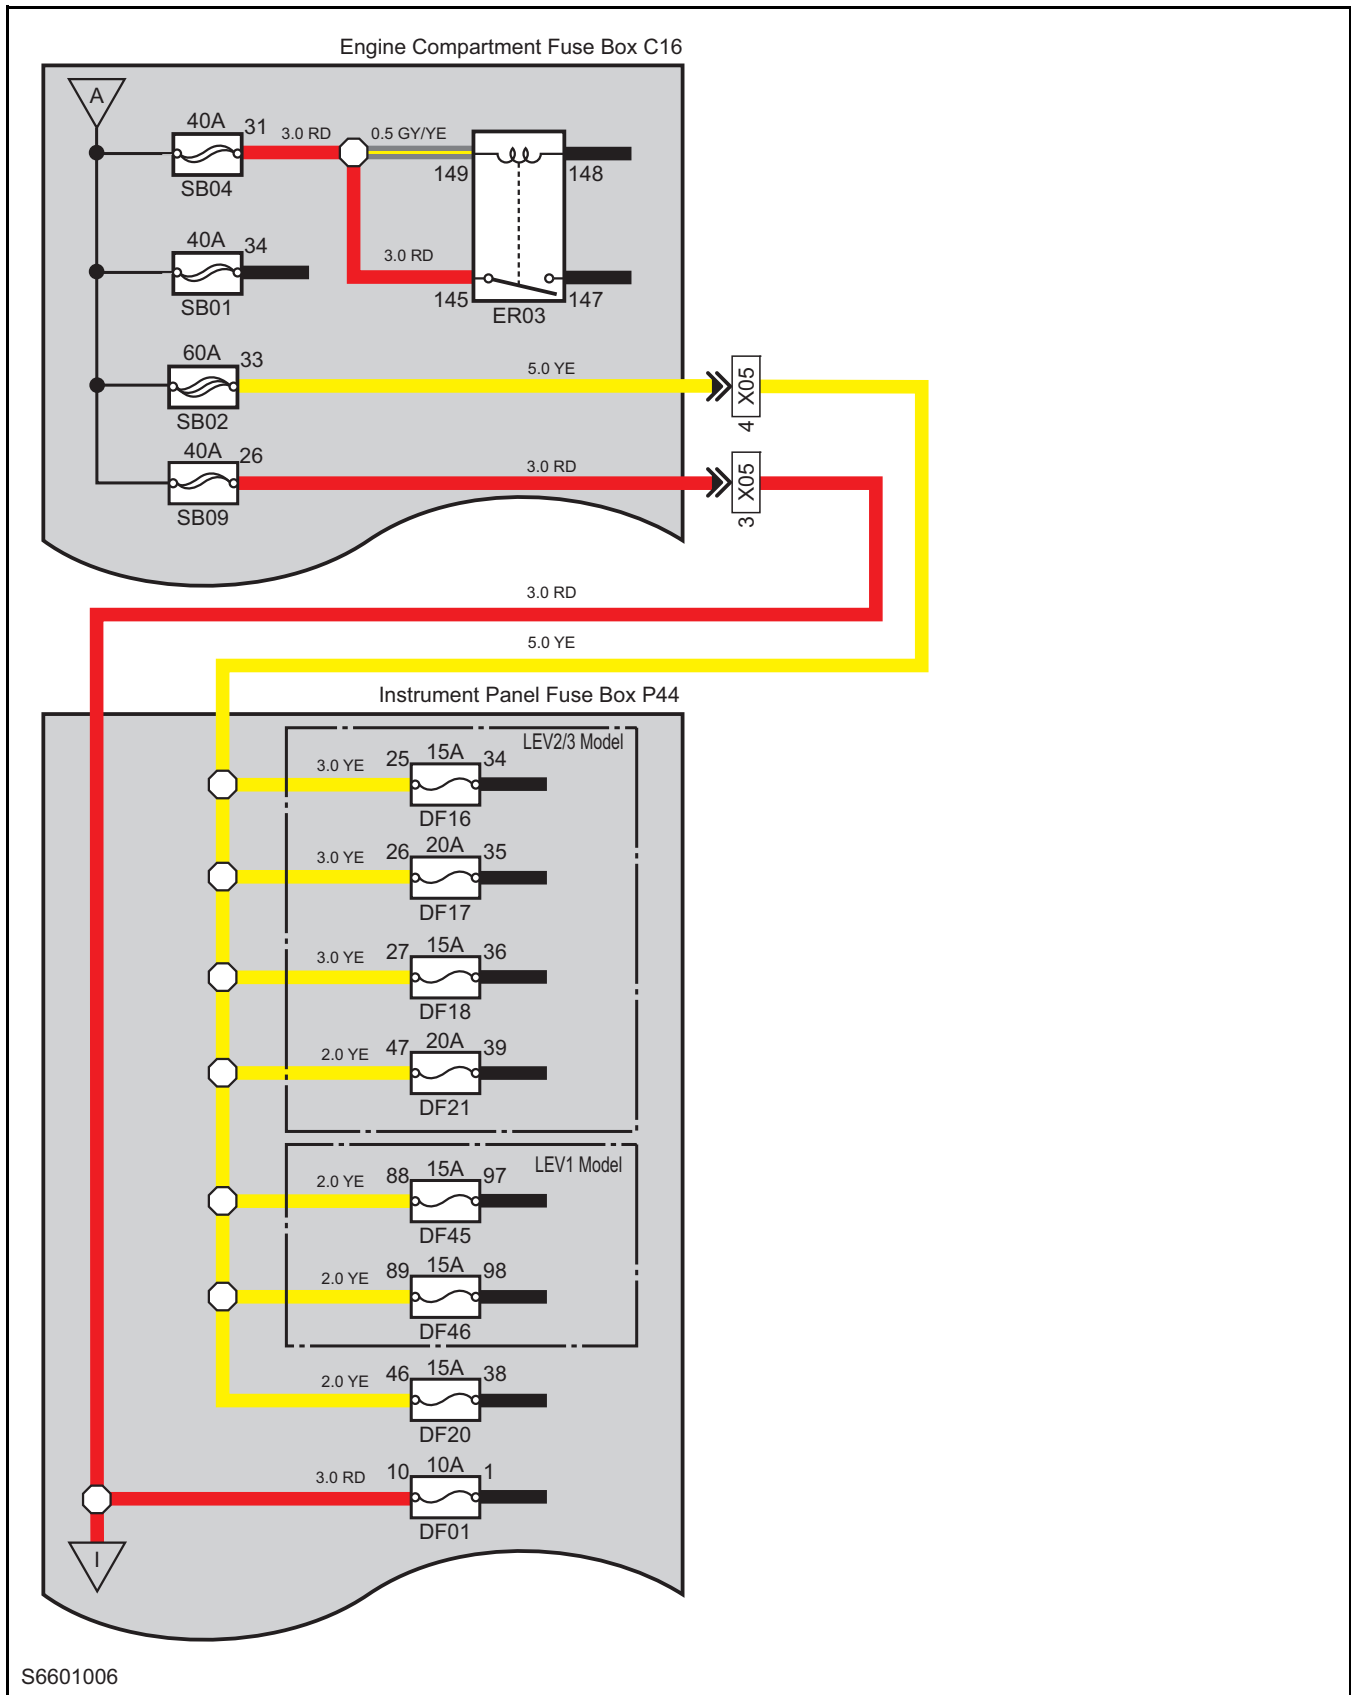 Engine Compartment Fuse Box C16
A
40A
31
3.0 RD
0.5 GY/YE
149
148
SB04
40A
34
3.0 RD
SB01
145
147
ER03
60A
33
5.0 YE
X05
4
SB02
40A
26
3.0 RD
X05
3
SB09
3.0 RD
5.0 YE
Instrument Panel Fuse Box P44
LEV2/3 Model
3.0 YE
25
15A
34
DF16
3.0 YE
26
20A
35
DF17
3.0 YE
27
15A
36
DF18
2.0 YE
47
20A
39
DF21
LEV1 Model
2.0 YE
88
15A
97
DF45
2.0 YE
89
15A
98
DF46
2.0 YE
46
15A
38
DF20
3.0 RD
10
10A
1
DF01
I
S6601006